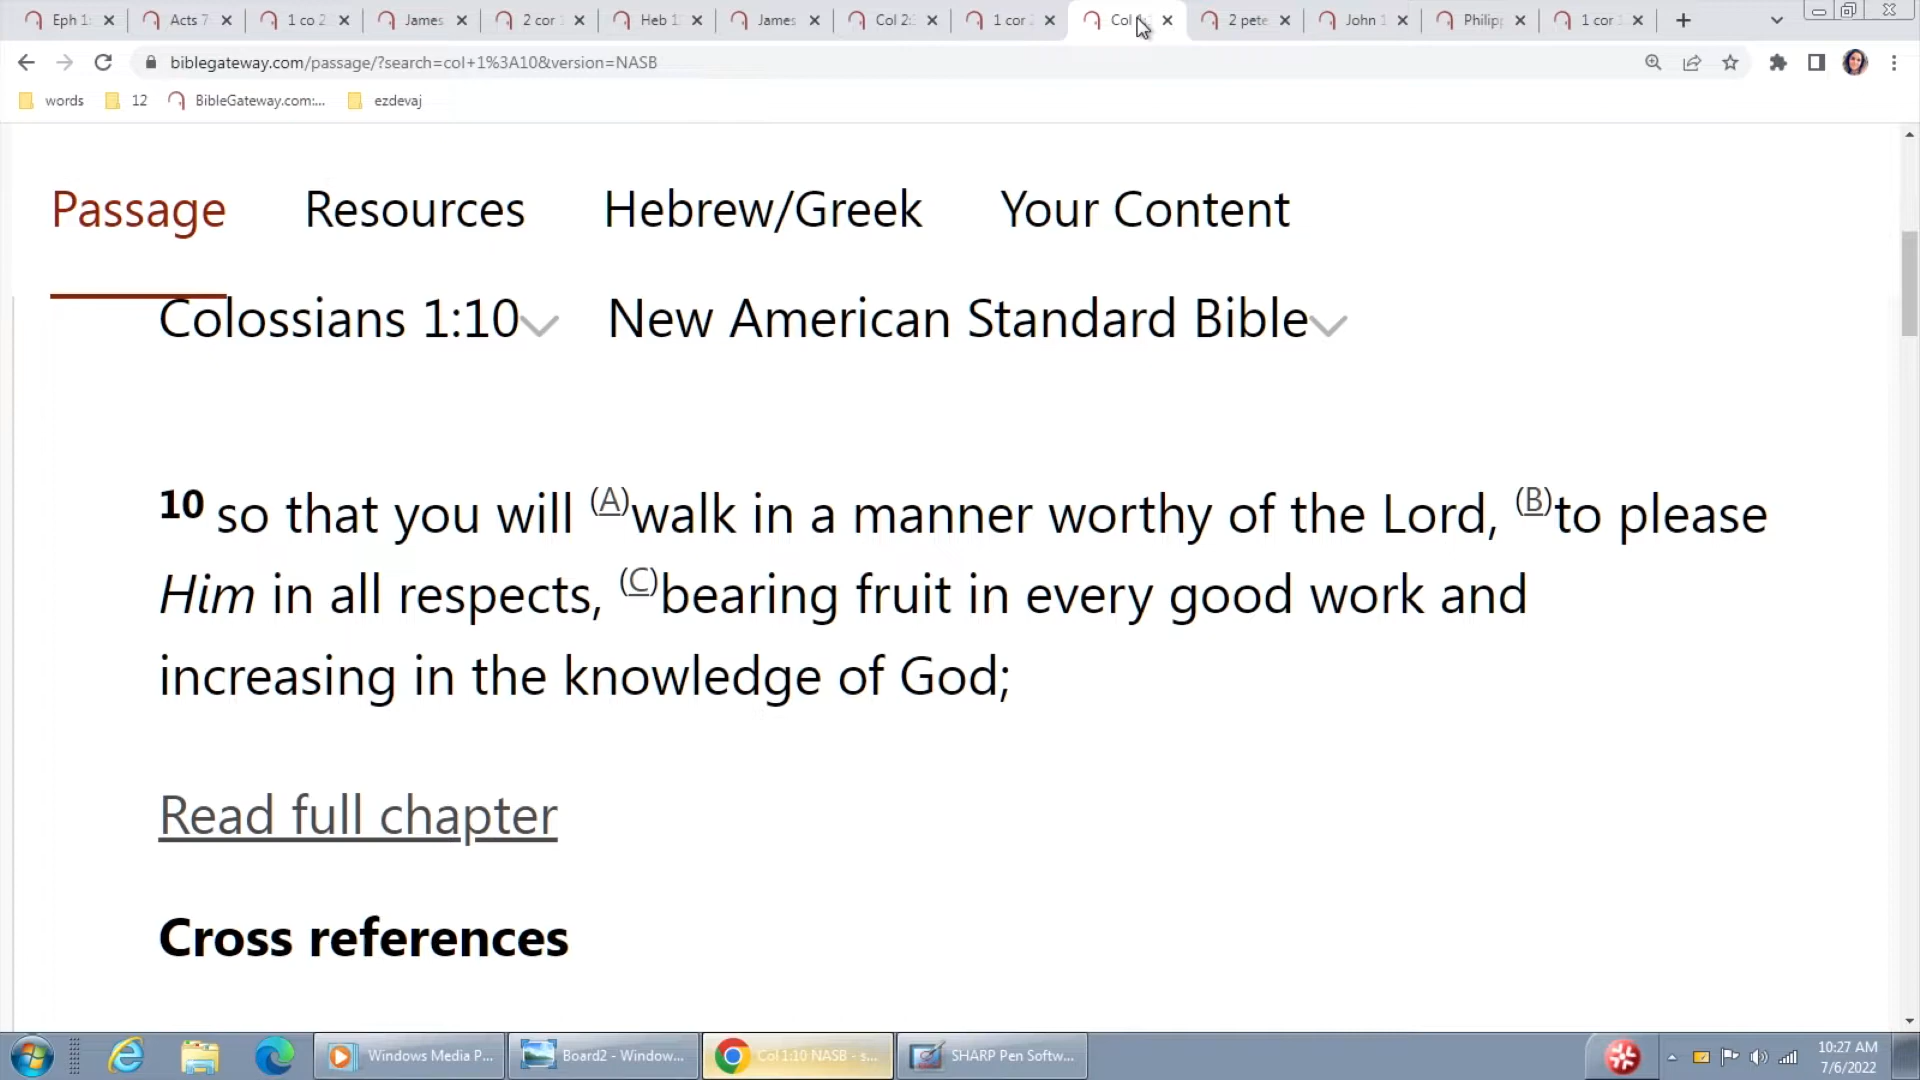 Eph 1: Acts 7 1 co 2 James 2 cor Heb 1 James Col 2: 1 cor Col 2 pete John 1 Philip 1 cor
biblegateway.com/passage/?search=col+1%3A10&version=NASB
words 12 BibleGateway.com:... ezdevaj
Passage Resources Hebrew/Greek Your Content
Colossians 1:10 New American Standard Bible
10 so that you will (A)walk in a manner worthy of the Lord, (B)to please
Him in all respects, (C)bearing fruit in every good work and
increasing in the knowledge of God;
Read full chapter
Cross references
Windows Media P... Board2 - Window... Col 1:10 NASB - s... SHARP Pen Softw... 10:27 AM
7/6/2022